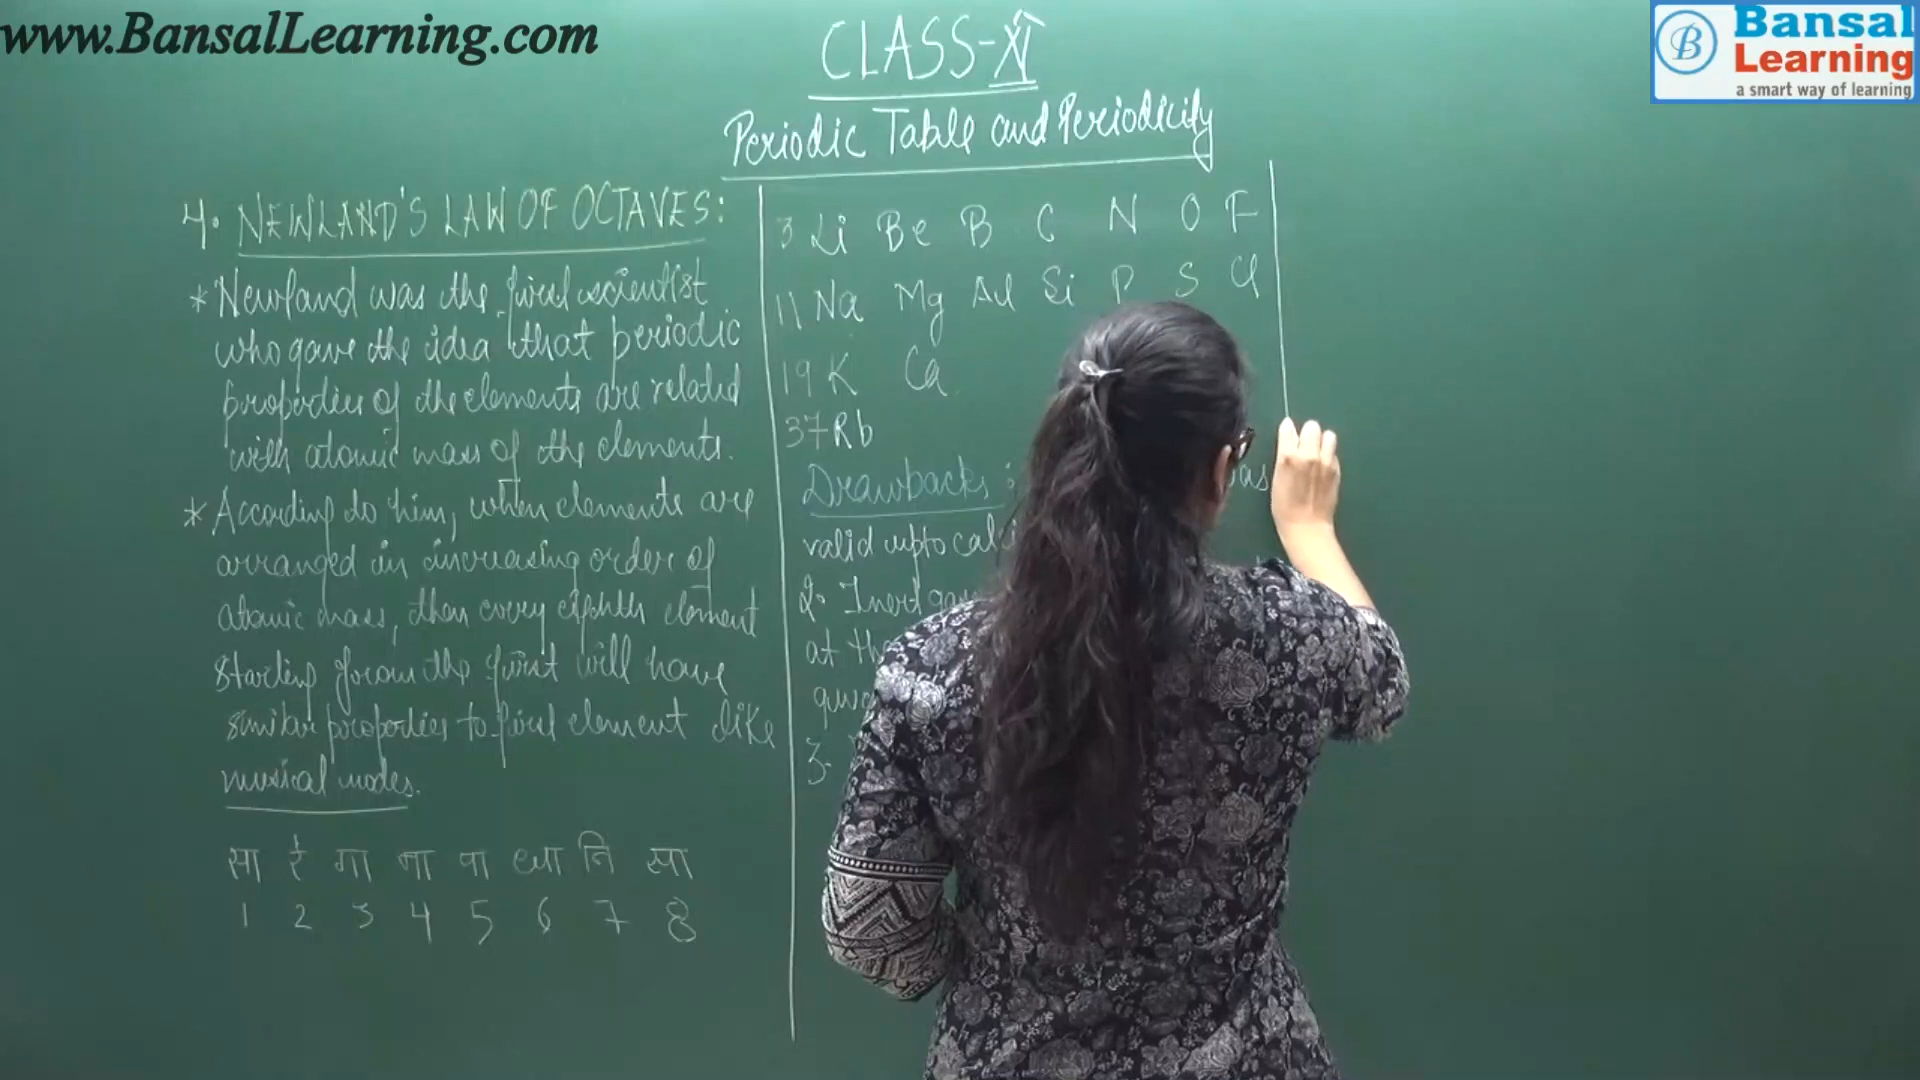 www.BansalLearning.com
Bansal
Learning
a smart way of learning
CLASS-XI
Periodic Table and Periodicity
4. NEWLAND'S LAW OF OCTAVES:
* Newland was the first scientist
who gave the idea that periodic
properties of the elements are related
with atomic mass of the elements.
* According to him, when elements are
arranged in increasing order of
atomic mass, then every eighth element
starting from the first will have
similar properties to first element like
musical nodes.
सा रे गा मा पा धा नि सा
1 2 3 4 5 6 7 8
3 Li Be B C N O F
11 Na Mg Al Si P S Cl
19 K Ca
37 Rb
Drawbacks :
valid upto
2. Inert
at
3.